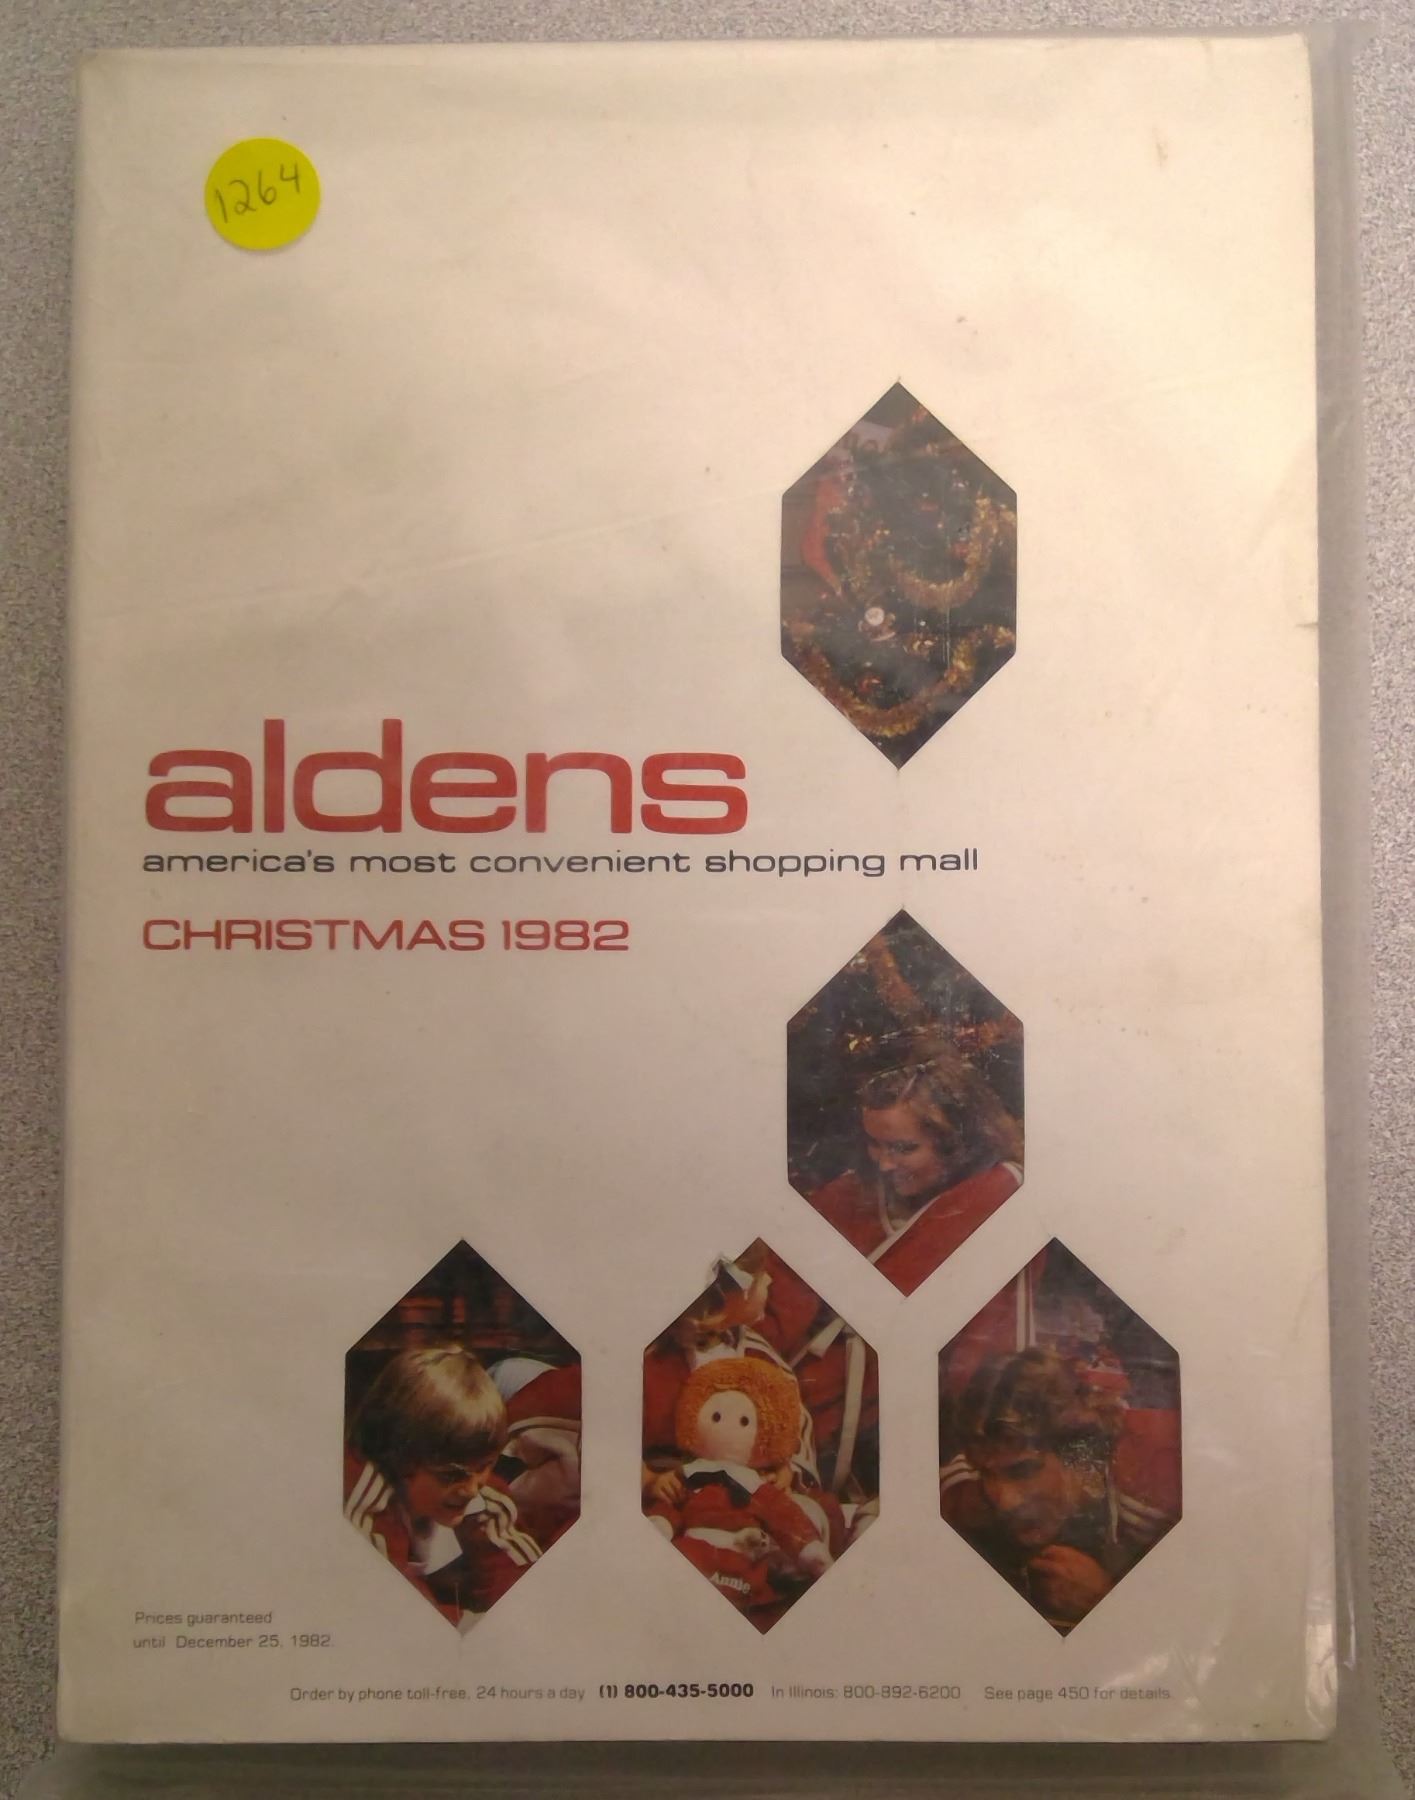 1264
aldens
america's most convenient shopping mall
CHRISTMAS 1982
Annie
Prices guaranteed
until December 25, 1982.
Order by phone toll-free, 24 hours a day (1) 800-435-5000 In Illinois: 800-892-6200 See page 450 for details.